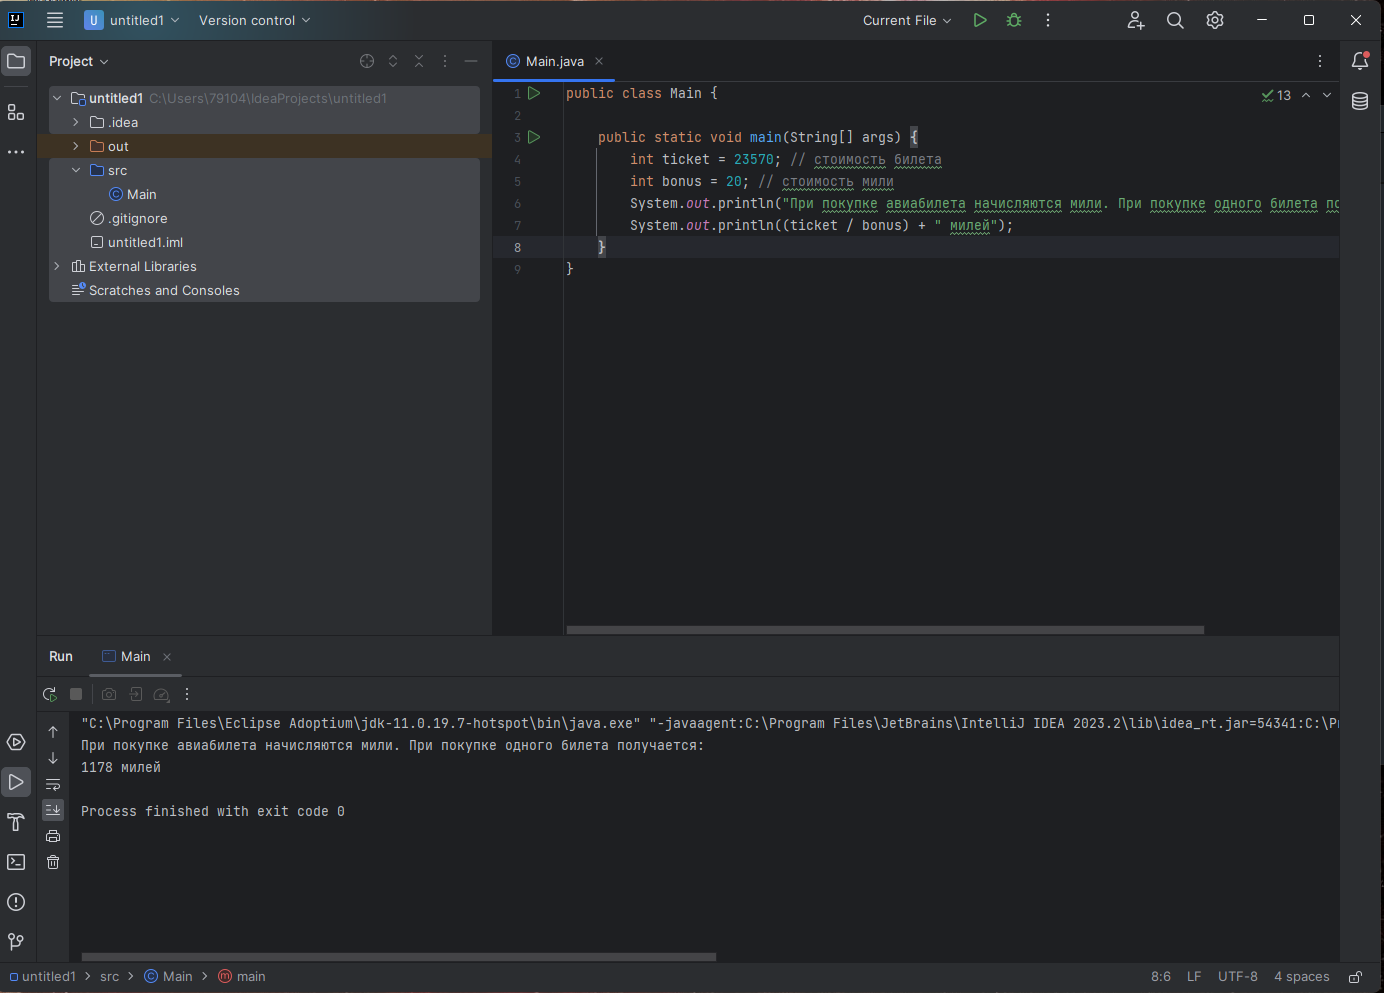 untitled1 Version control Current File
Project
Main.java
untitled1 C:\Users\79104\IdeaProjects\untitled1
.idea
out
src
Main
.gitignore
untitled1.iml
External Libraries
Scratches and Consoles
13
1 public class Main {
2
3 public static void main(String[] args) {
4 int ticket = 23570; // стоимость билета
5 int bonus = 20; // стоимость мили
6 System.out.println("При покупке авиабилета начисляются мили. При покупке одного билета по
7 System.out.println((ticket / bonus) + " милей");
8 }
9 }
Run Main
"C:\Program Files\Eclipse Adoptium\jdk-11.0.19.7-hotspot\bin\java.exe" "-javaagent:C:\Program Files\JetBrains\IntelliJ IDEA 2023.2\lib\idea_rt.jar=54341:C:\Pr
При покупке авиабилета начисляются мили. При покупке одного билета получается:
1178 милей
Process finished with exit code 0
untitled1 > src > Main > main 8:6 LF UTF-8 4 spaces